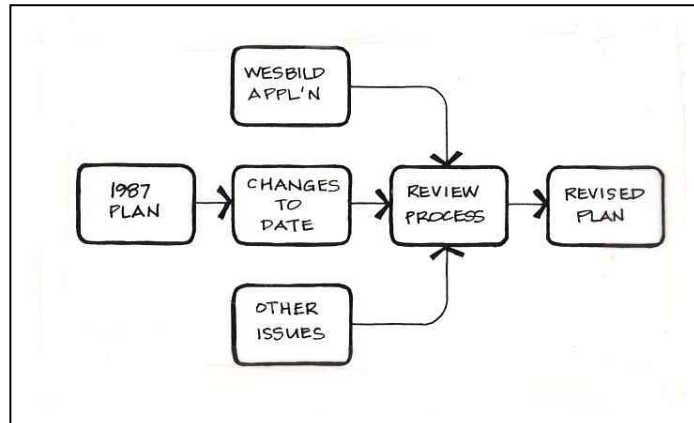 WESBILD
APPL'N
1987
PLAN
CHANGES
TO
DATE
REVIEW
PROCESS
REVISED
PLAN
OTHER
ISSUES